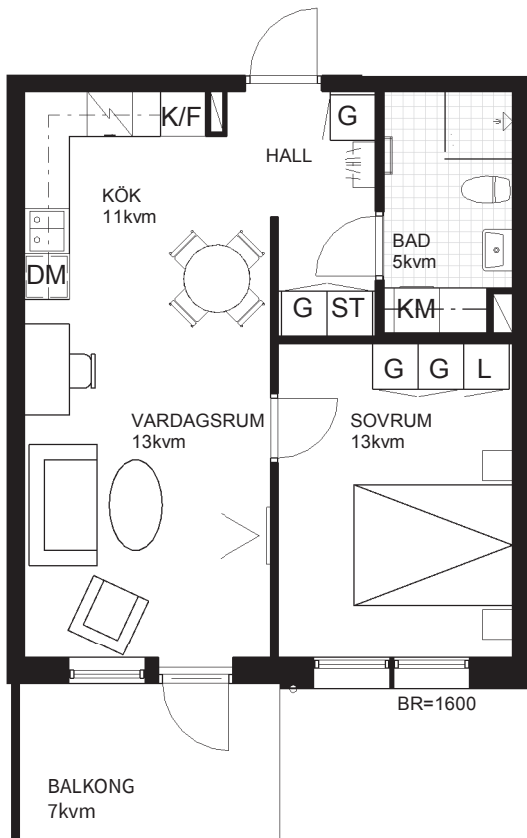 K/F
G
HALL
KÖK
11kvm
BAD
5kvm
DM
G ST
KM
G G L
VARDAGSRUM
13kvm
SOVRUM
13kvm
BR=1600
BALKONG
7kvm